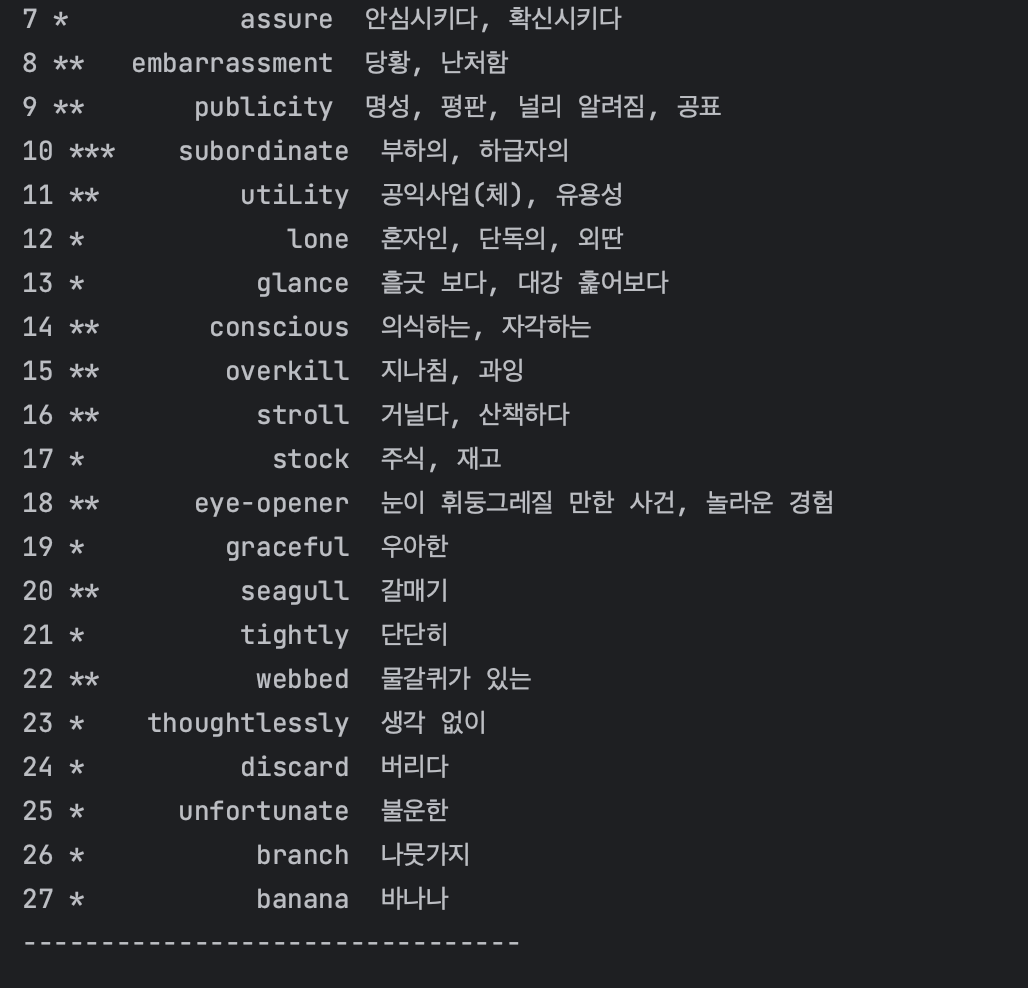 7 * assure 안심시키다, 확신시키다
8 ** embarrassment 당황, 난처함
9 ** publicity 명성, 평판, 널리 알려짐, 공표
10 *** subordinate 부하의, 하급자의
11 ** utiLity 공익사업(체), 유용성
12 * lone 혼자인, 단독의, 외딴
13 * glance 흘긋 보다, 대강 훑어보다
14 ** conscious 의식하는, 자각하는
15 ** overkill 지나침, 과잉
16 ** stroll 거닐다, 산책하다
17 * stock 주식, 재고
18 ** eye-opener 눈이 휘둥그레질 만한 사건, 놀라운 경험
19 * graceful 우아한
20 ** seagull 갈매기
21 * tightly 단단히
22 ** webbed 물갈퀴가 있는
23 * thoughtlessly 생각 없이
24 * discard 버리다
25 * unfortunate 불운한
26 * branch 나뭇가지
27 * banana 바나나
--------------------------------